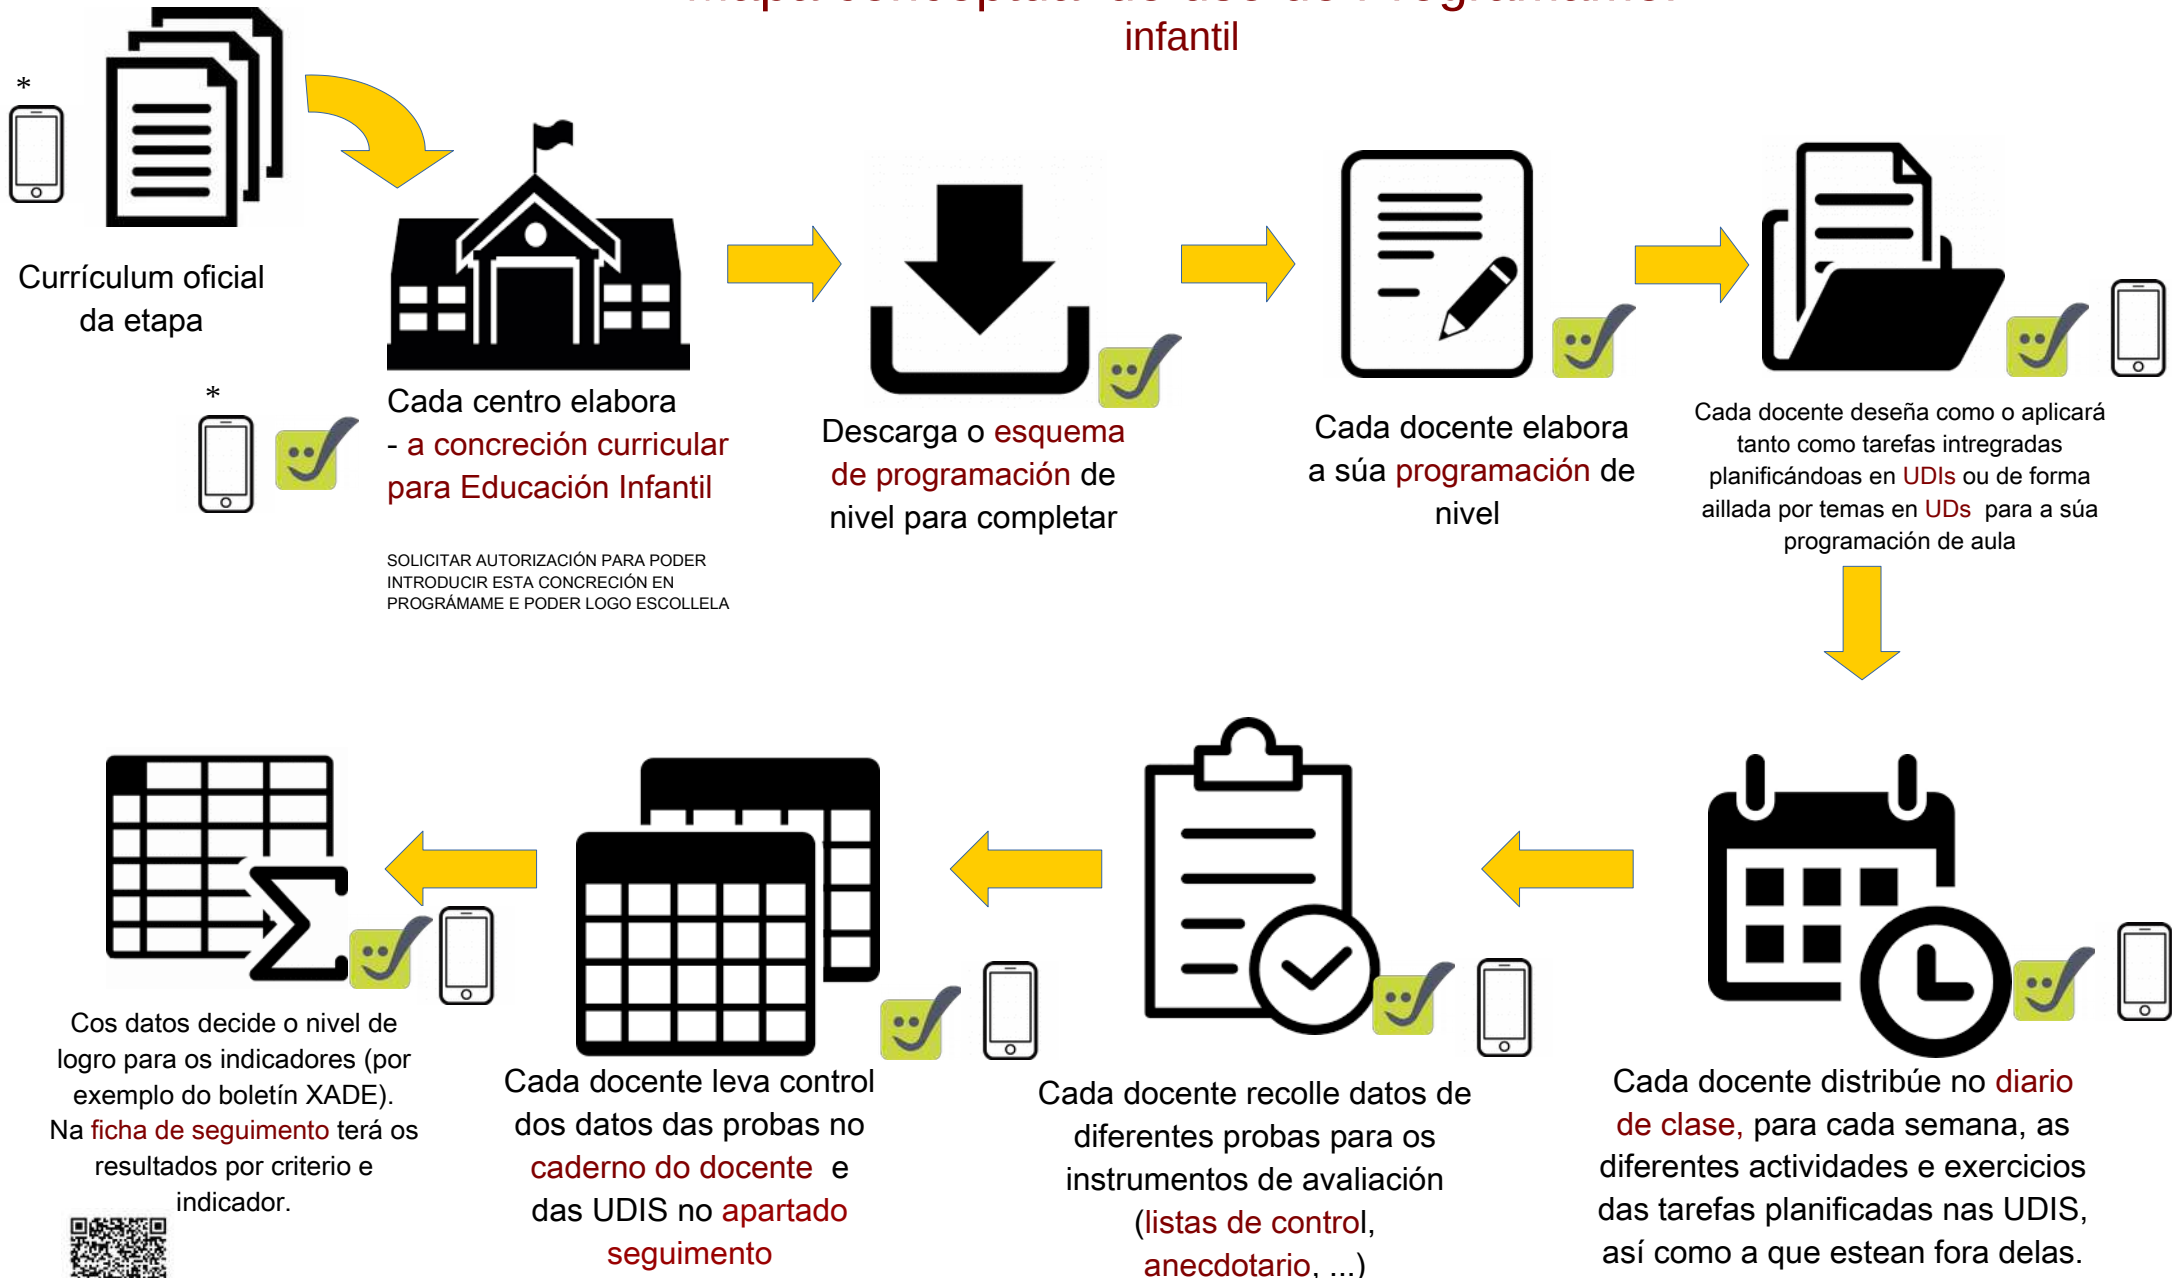 infantil
*
Currículum oficial
da etapa
*
Cada centro elabora
- a concreción curricular
para Educación Infantil
SOLICITAR AUTORIZACIÓN PARA PODER
INTRODUCIR ESTA CONCRECIÓN EN
PROGRÁMAME E PODER LOGO ESCOLLELA
Descarga o esquema
de programación de
nivel para completar
Cada docente elabora
a súa programación de
nivel
Cada docente deseña como o aplicará
tanto como tarefas intregradas
planificándoas en UDIs ou de forma
aillada por temas en UDs para a súa
programación de aula
Cos datos decide o nivel de
logro para os indicadores (por
exemplo do boletín XADE).
Na ficha de seguimento terá os
resultados por criterio e
indicador.
Cada docente leva control
dos datos das probas no
caderno do docente e
das UDIS no apartado
seguimento
Cada docente recolle datos de
diferentes probas para os
instrumentos de avaliación
(listas de control,
anecdotario, ...)
Cada docente distribúe no diario
de clase, para cada semana, as
diferentes actividades e exercicios
das tarefas planificadas nas UDIS,
así como a que estean fora delas.